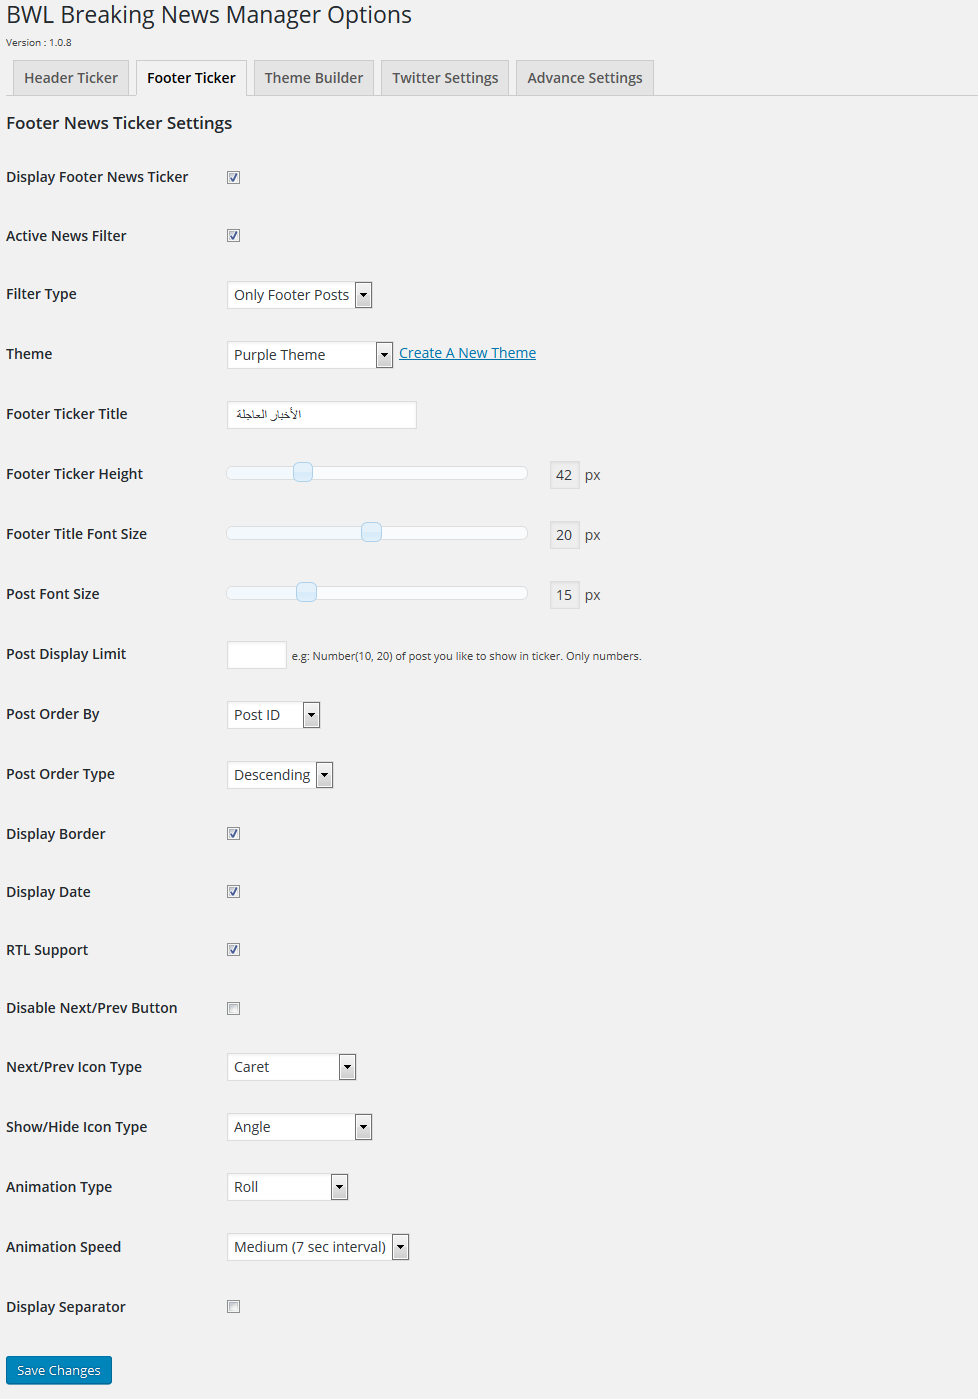 BWL Breaking News Manager Options
Version : 1.0.8
Header Ticker Footer Ticker Theme Builder Twitter Settings Advance Settings
Footer News Ticker Settings
Display Footer News Ticker
Active News Filter
Filter Type Only Footer Posts
Theme Purple Theme Create A New Theme
Footer Ticker Title الأخبار العاجلة
Footer Ticker Height 42 px
Footer Title Font Size 20 px
Post Font Size 15 px
Post Display Limit e.g: Number(10, 20) of post you like to show in ticker. Only numbers.
Post Order By Post ID
Post Order Type Descending
Display Border
Display Date
RTL Support
Disable Next/Prev Button
Next/Prev Icon Type Caret
Show/Hide Icon Type Angle
Animation Type Roll
Animation Speed Medium (7 sec interval)
Display Separator
Save Changes